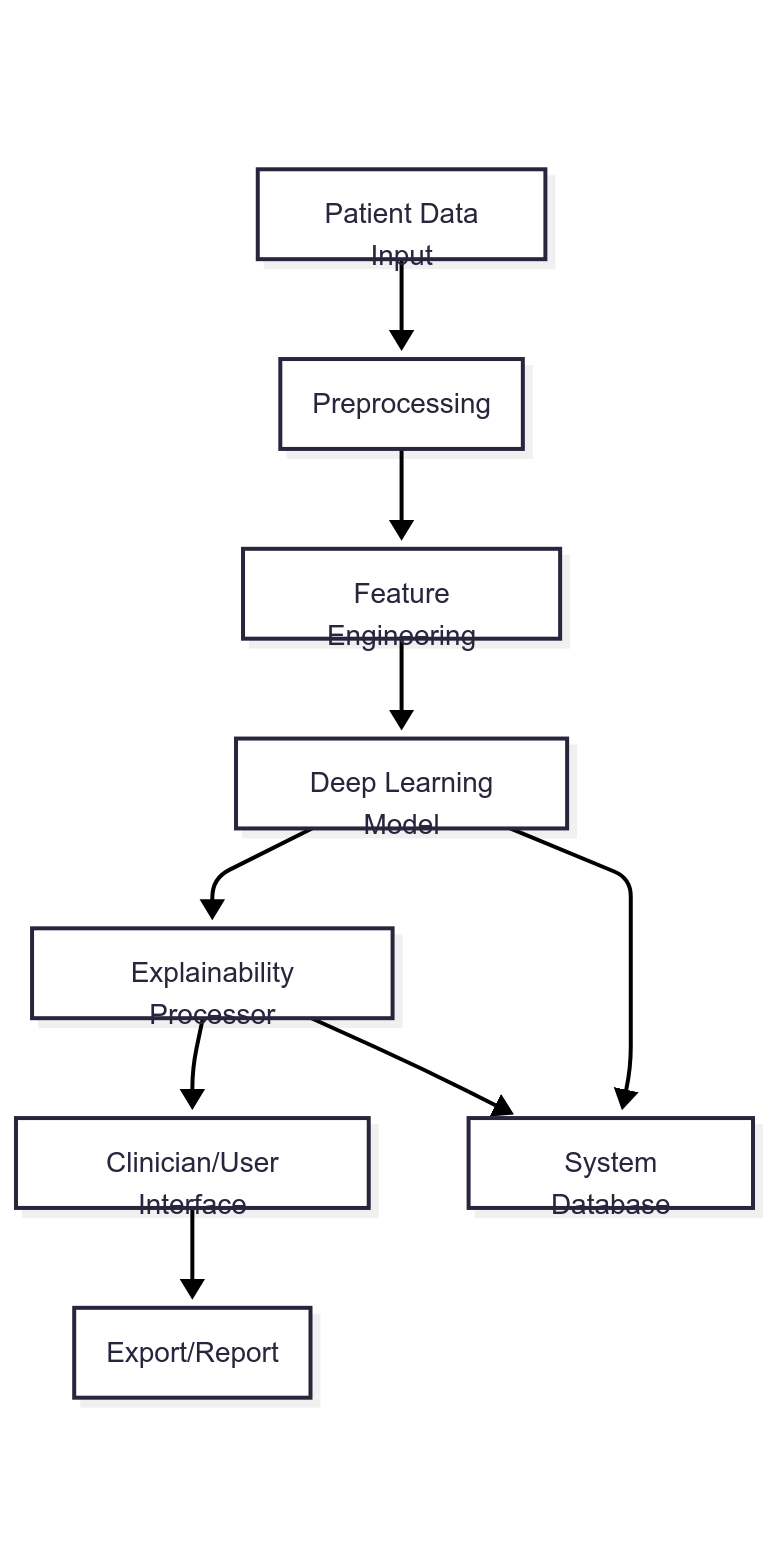 Patient Data
Input
Preprocessing
Feature
Engineering
Deep Learning
Model
Explainability
Processor
Clinician/User
Interface
System
Database
Export/Report